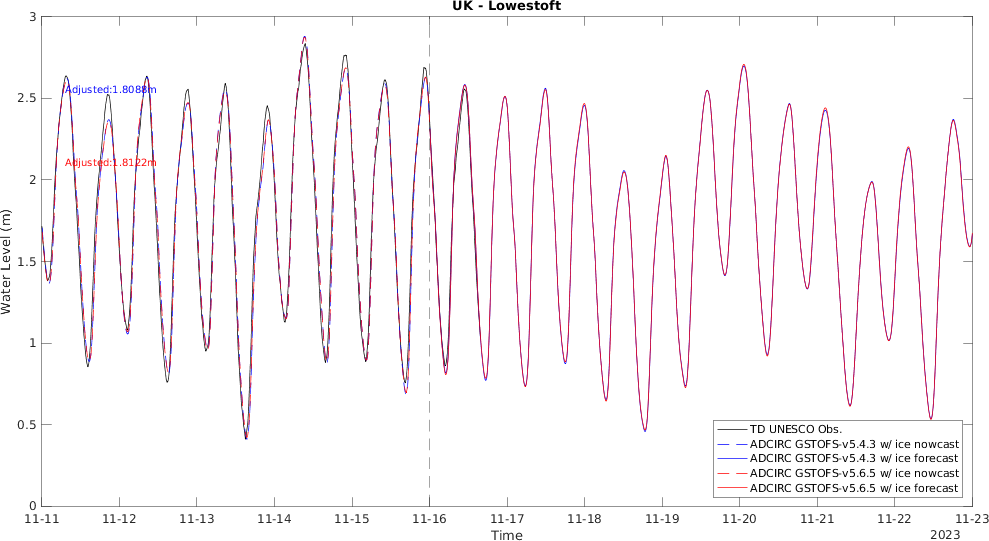 UK - Lowestoft
3
2.5
2
1.5
1
0.5
0
Water Level (m)
Adjusted:1.8088m
Adjusted:1.8122m
TD UNESCO Obs.
ADCIRC GSTOFS-v5.4.3 w/ ice nowcast
ADCIRC GSTOFS-v5.4.3 w/ ice forecast
ADCIRC GSTOFS-v5.6.5 w/ ice nowcast
ADCIRC GSTOFS-v5.6.5 w/ ice forecast
11-11 11-12 11-13 11-14 11-15 11-16 11-17 11-18 11-19 11-20 11-21 11-22 11-23
Time
2023